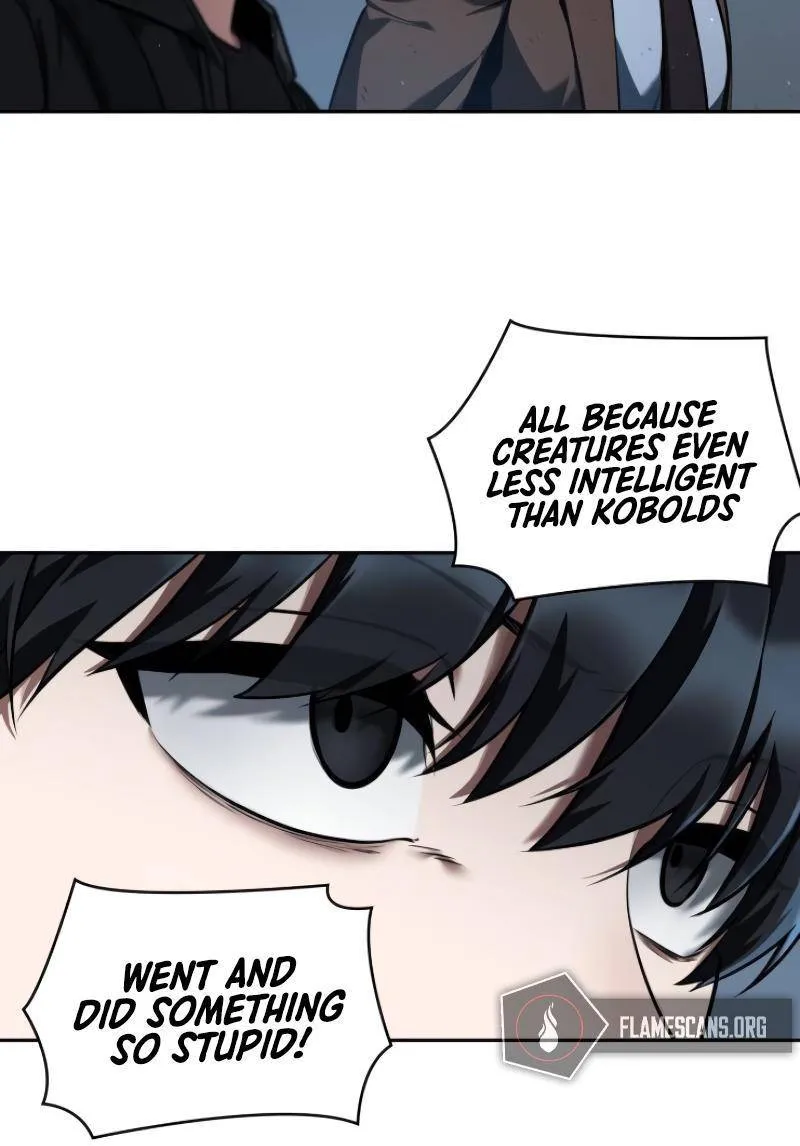 ALL BECAUSE
CREATURES EVEN
LESS INTELLIGENT
THAN KOBOLDS
WENT AND
DID SOMETHING
SO STUPID!
FLAMESCANS.ORG